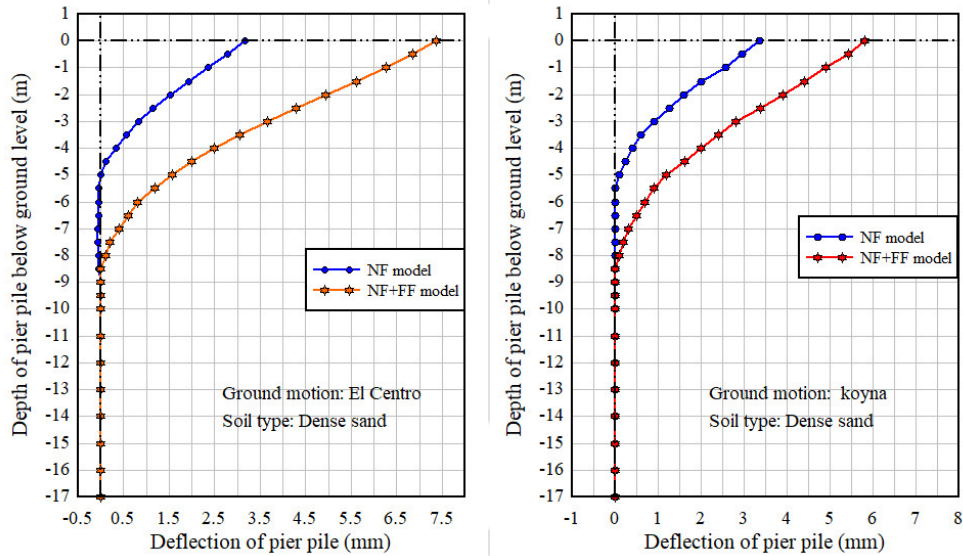 Depth of pier pile below ground level (m)
0
-1
-2
-3
-4
-5
-6
-7
-8
-9
-10
-11
-12
-13
-14
-15
-16
-17
NF model
NF+FF model
Ground motion: El Centro
Soil type: Dense sand
-0.5 0.5 1.5 2.5 3.5 4.5 5.5 6.5 7.5
Deflection of pier pile (mm)
Depth of pier pile below ground level (m)
0
-1
-2
-3
-4
-5
-6
-7
-8
-9
-10
-11
-12
-13
-14
-15
-16
-17
NF model
NF+FF model
Ground motion: koyna
Soil type: Dense sand
-1 0 1 2 3 4 5 6 7 8
Deflection of pier pile (mm)